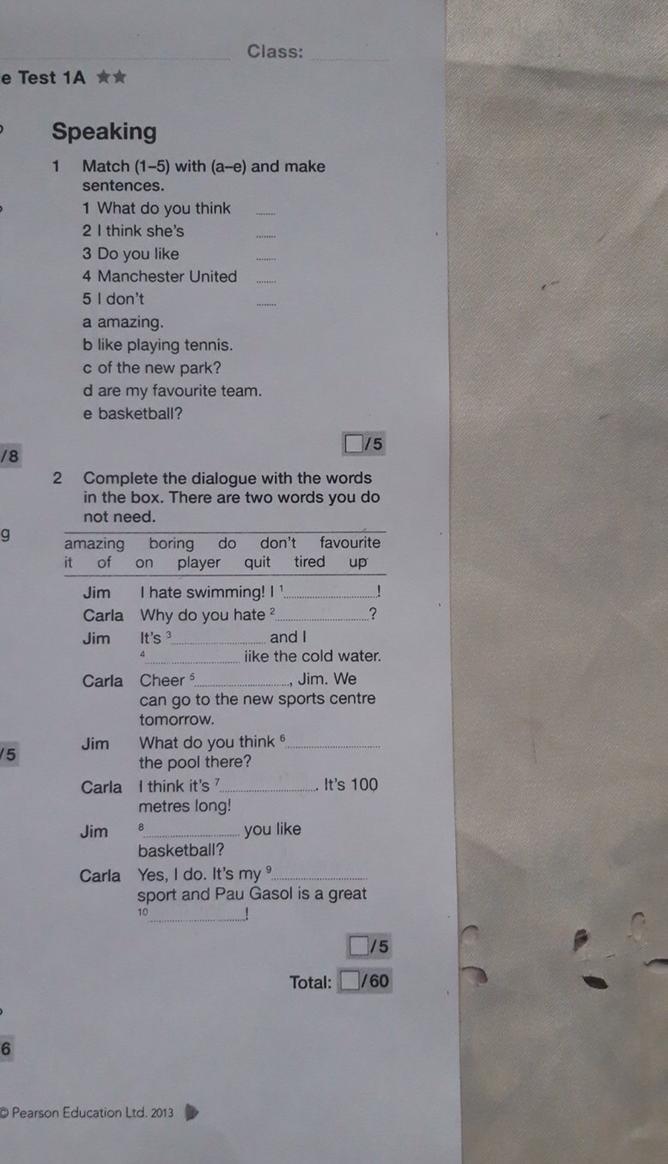 Class:
e Test 1A ★★
Speaking
1 Match (1–5) with (a–e) and make
sentences.
1 What do you think ........
2 I think she's ........
3 Do you like ........
4 Manchester United ........
5 I don't ........
a amazing.
b like playing tennis.
c of the new park?
d are my favourite team.
e basketball?
/5
/8
2 Complete the dialogue with the words
in the box. There are two words you do
not need.
g
amazing boring do don't favourite
it of on player quit tired up
Jim I hate swimming! I ¹..............................!
Carla Why do you hate ²..............................?
Jim It's ³.............................. and I
⁴.............................. like the cold water.
Carla Cheer ⁵.............................., Jim. We
can go to the new sports centre
tomorrow.
Jim What do you think ⁶..............................
/5
the pool there?
Carla I think it's ⁷.............................. . It's 100
metres long!
Jim ⁸.............................. you like
basketball?
Carla Yes, I do. It's my ⁹..............................
sport and Pau Gasol is a great
¹⁰..............................!
/5
Total: /60
6
© Pearson Education Ltd. 2013